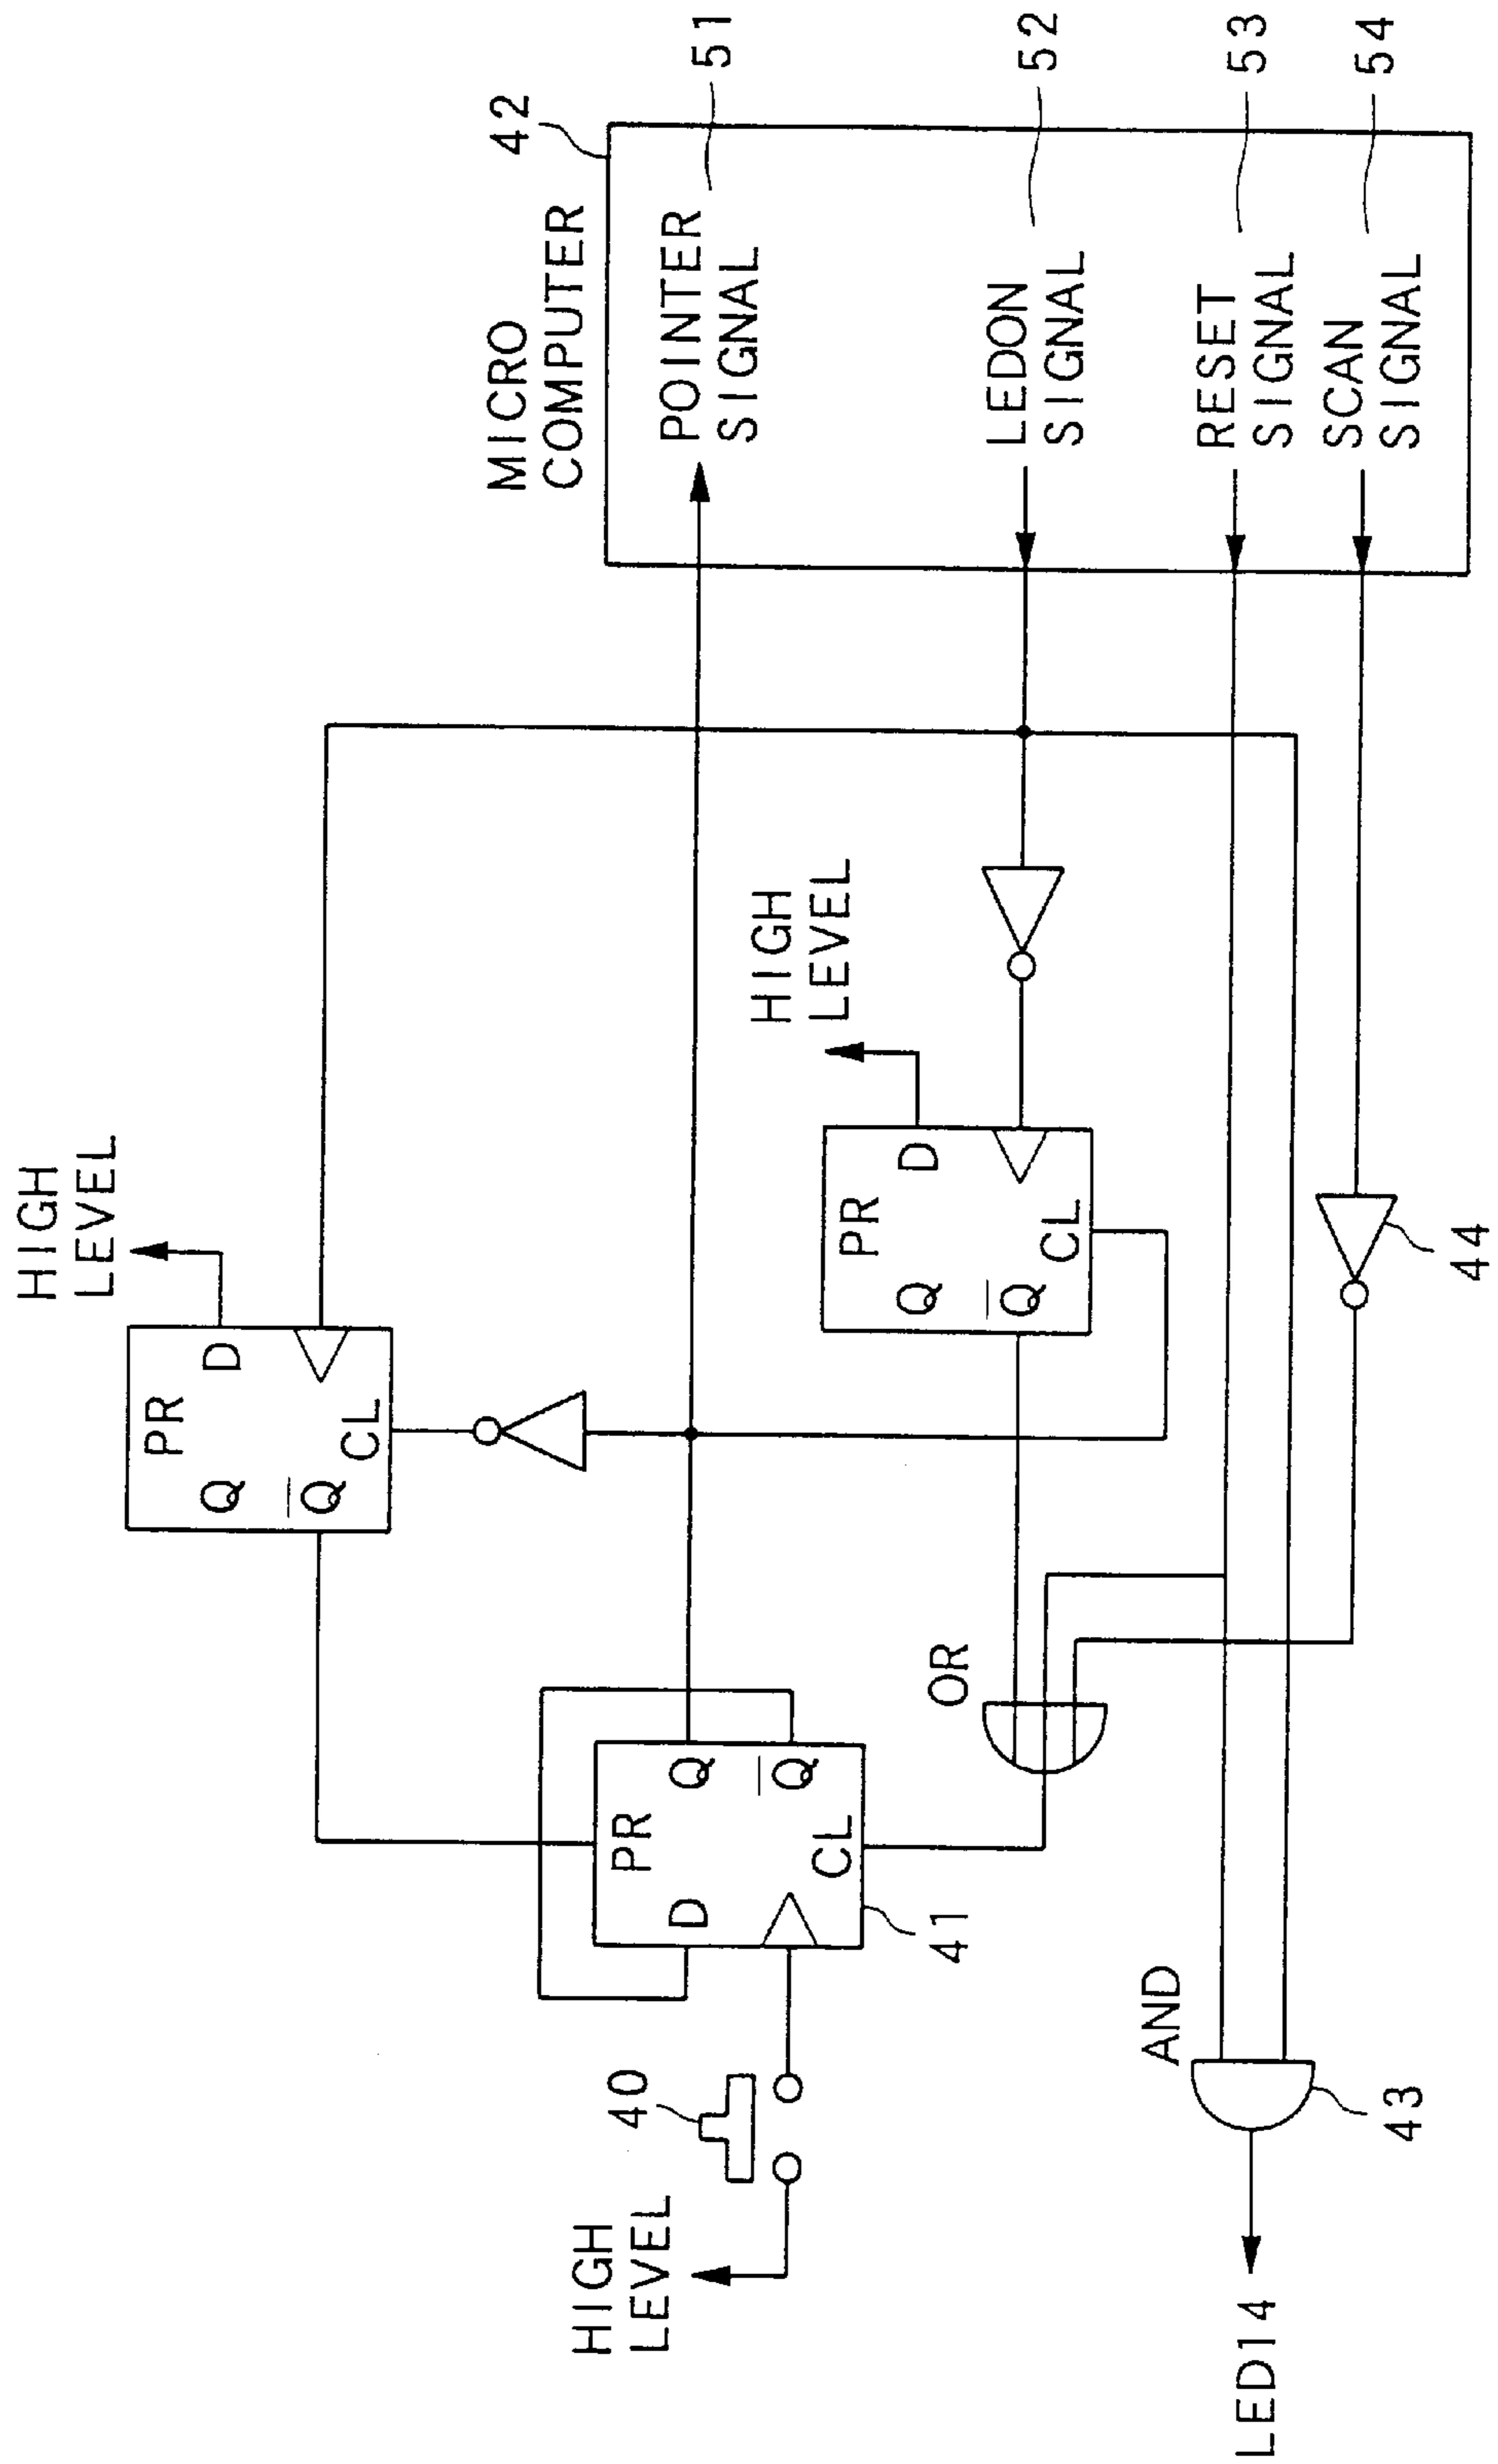 HIGH
LEVEL
PR
D
Q
Q
CL
MICRO
COMPUTER
42
HIGH
LEVEL
40
PR
D
Q
Q
CL
41
POINTER
SIGNAL
51
HIGH
LEVEL
PR
D
Q
Q
CL
OR
LEDON
SIGNAL
52
AND
43
LED14
RESET
SIGNAL
53
44
SCAN
SIGNAL
54